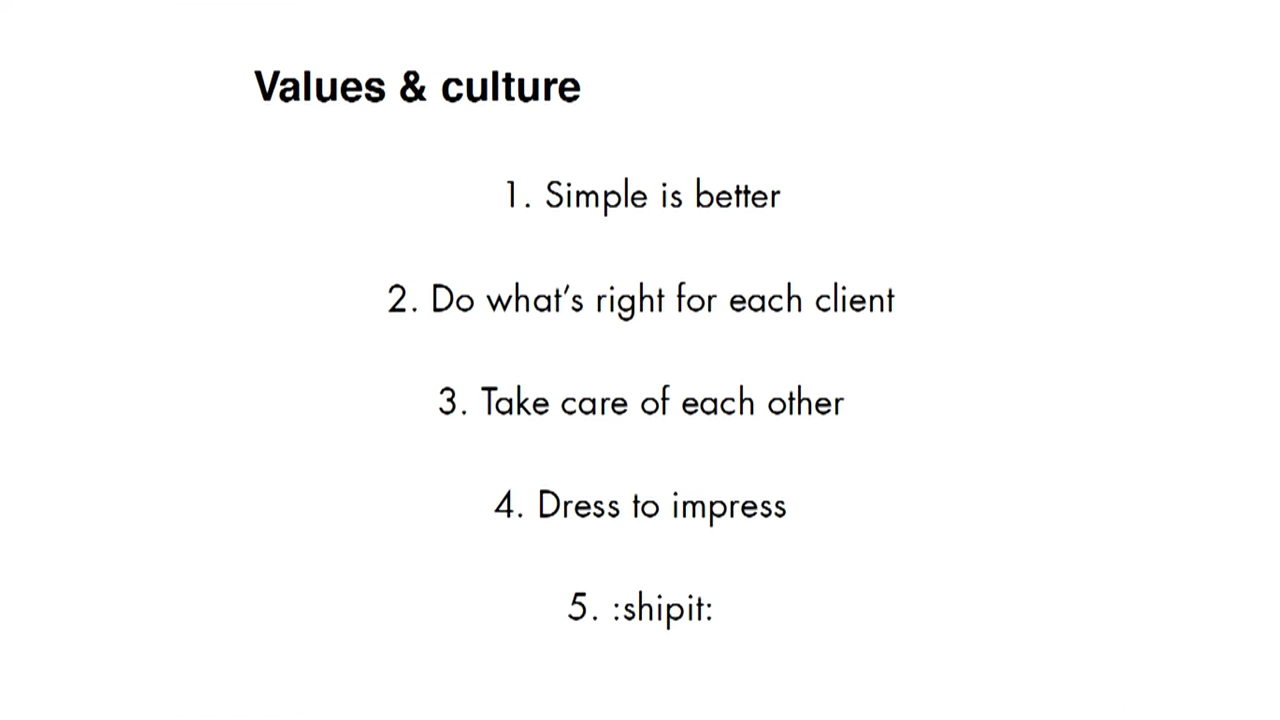 Values & culture
1. Simple is better
2. Do what’s right for each client
3. Take care of each other
4. Dress to impress
5. :shipit: